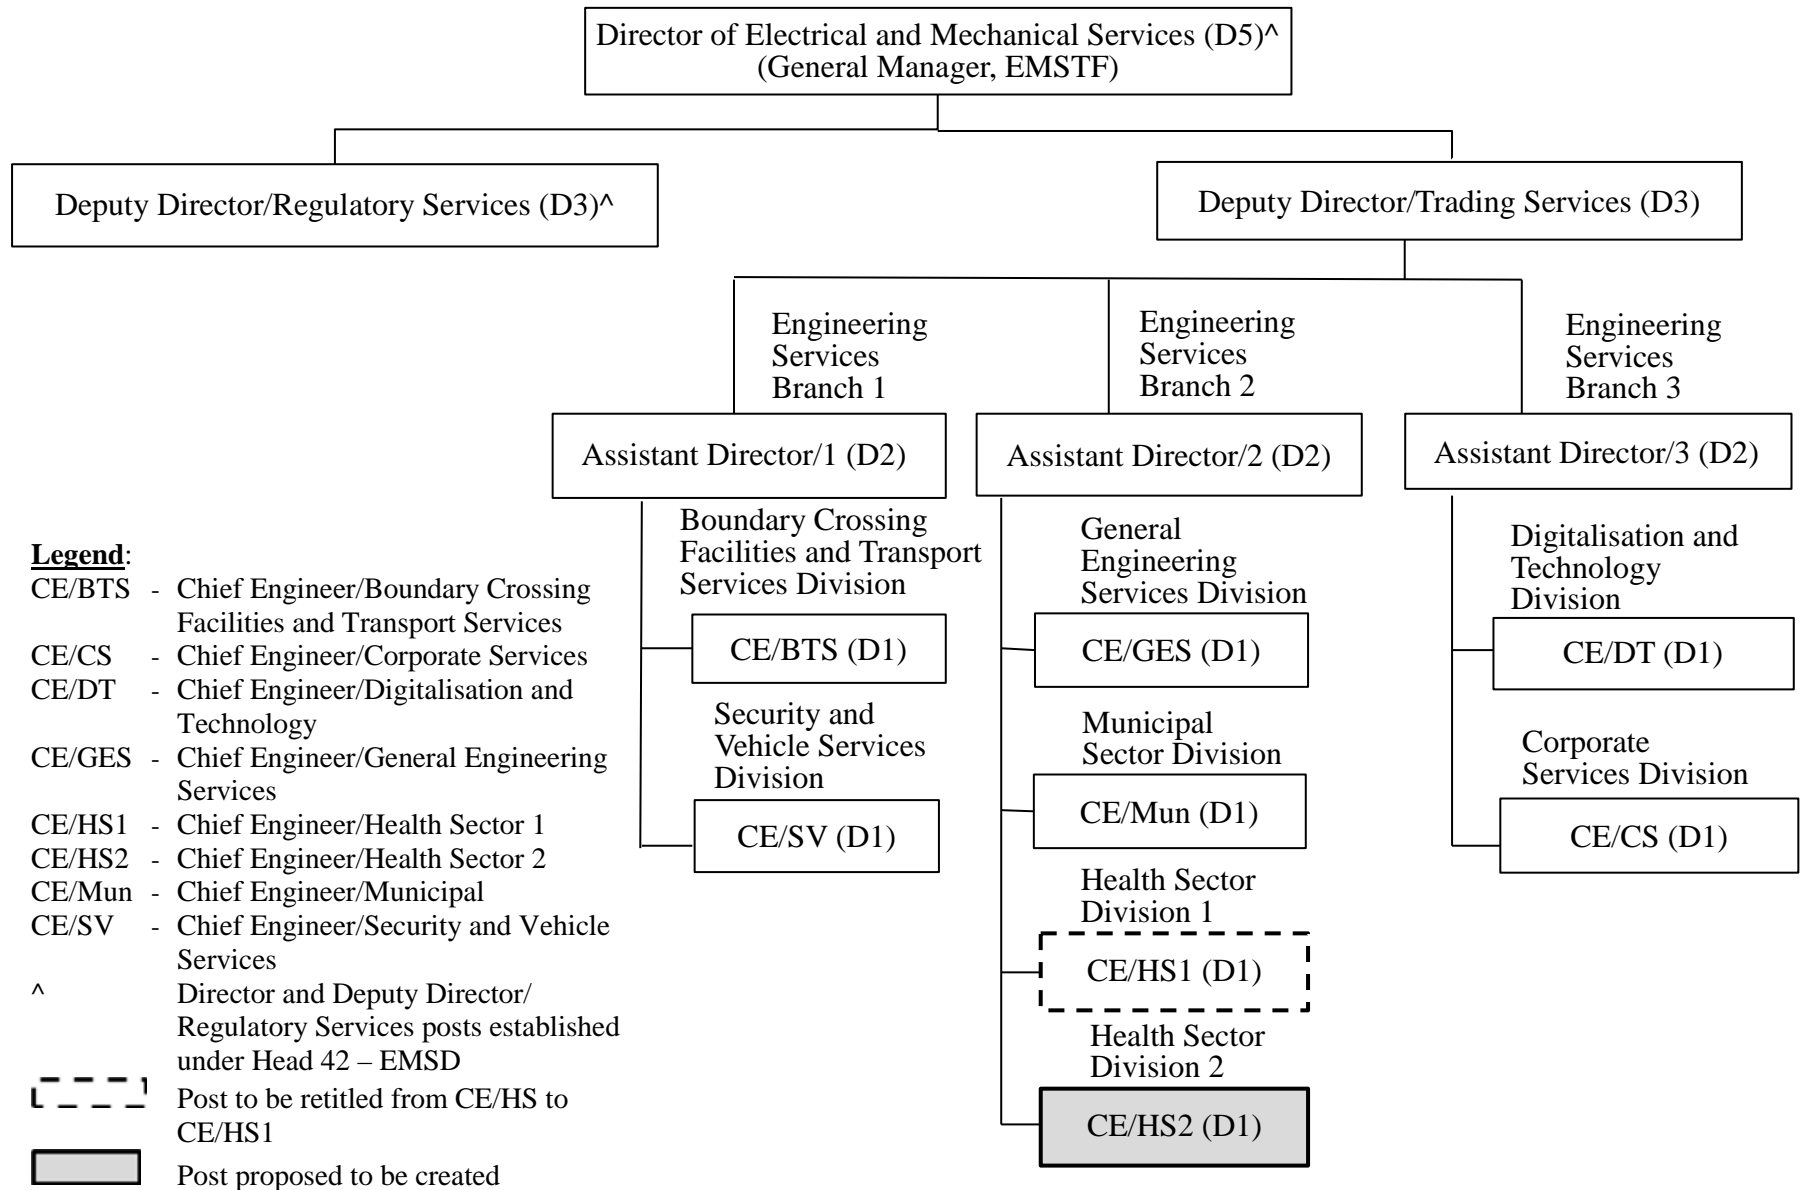 Director of Electrical and Mechanical Services (D5)^
(General Manager, EMSTF)
Deputy Director/Regulatory Services (D3)^
Deputy Director/Trading Services (D3)
Engineering
Services
Branch 1
Engineering
Services
Branch 2
Engineering
Services
Branch 3
Assistant Director/1 (D2)
Assistant Director/2 (D2)
Assistant Director/3 (D2)
Boundary Crossing
Facilities and Transport
Services Division
CE/BTS (D1)
Security and
Vehicle Services
Division
CE/SV (D1)
General
Engineering
Services Division
CE/GES (D1)
Municipal
Sector Division
CE/Mun (D1)
Health Sector
Division 1
CE/HS1 (D1)
Health Sector
Division 2
CE/HS2 (D1)
Digitalisation and
Technology
Division
CE/DT (D1)
Corporate
Services Division
CE/CS (D1)
Legend:
CE/BTS - Chief Engineer/Boundary Crossing
Facilities and Transport Services
CE/CS - Chief Engineer/Corporate Services
CE/DT - Chief Engineer/Digitalisation and
Technology
CE/GES - Chief Engineer/General Engineering
Services
CE/HS1 - Chief Engineer/Health Sector 1
CE/HS2 - Chief Engineer/Health Sector 2
CE/Mun - Chief Engineer/Municipal
CE/SV - Chief Engineer/Security and Vehicle
Services
^ Director and Deputy Director/
Regulatory Services posts established
under Head 42 – EMSD
Post to be retitled from CE/HS to
CE/HS1
Post proposed to be created